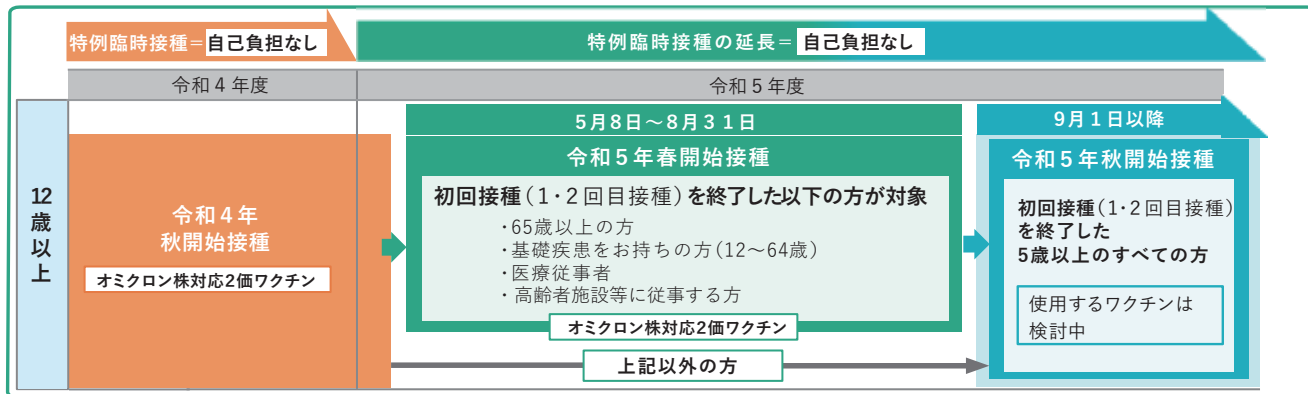 特例臨時接種=自己負担なし
特例臨時接種の延長= 自己負担なし
令和4年度
令和5年度
12歳以上
令和4年
秋開始接種
オミクロン株対応2価ワクチン
5月8日～8月31日
令和5年春開始接種
初回接種(1・2回目接種)を終了した以下の方が対象
・65歳以上の方
・基礎疾患をお持ちの方(12～64歳)
・医療従事者
・高齢者施設等に従事する方
オミクロン株対応2価ワクチン
上記以外の方
9月1日以降
令和5年秋開始接種
初回接種(1・2回目接種)
を終了した
5歳以上のすべての方
使用するワクチンは
検討中